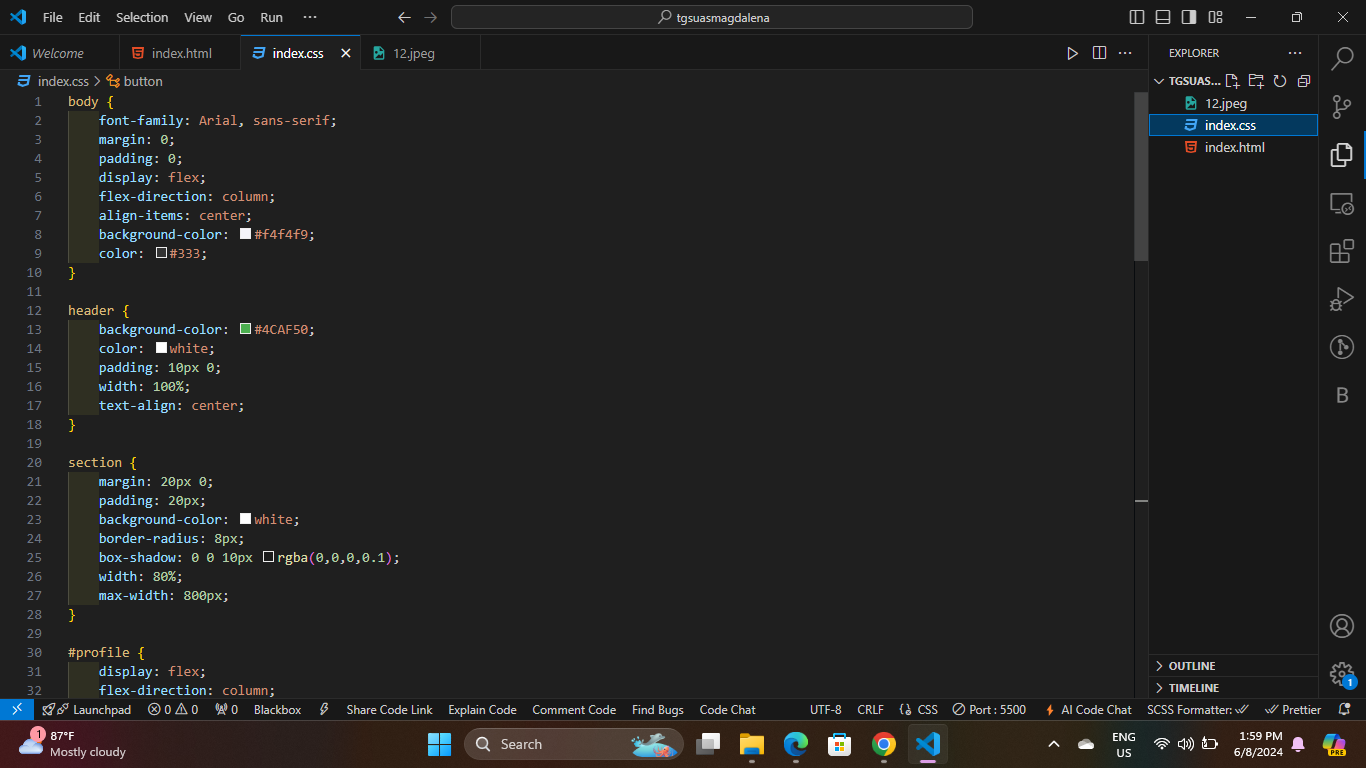 File Edit Selection View Go Run ··· tgsuasmagdalena
Welcome index.html index.css 12.jpeg
index.css > button
1 body {
2 font-family: Arial, sans-serif;
3 margin: 0;
4 padding: 0;
5 display: flex;
6 flex-direction: column;
7 align-items: center;
8 background-color: #f4f4f9;
9 color: #333;
10 }
11
12 header {
13 background-color: #4CAF50;
14 color: white;
15 padding: 10px 0;
16 width: 100%;
17 text-align: center;
18 }
19
20 section {
21 margin: 20px 0;
22 padding: 20px;
23 background-color: white;
24 border-radius: 8px;
25 box-shadow: 0 0 10px rgba(0,0,0,0.1);
26 width: 80%;
27 max-width: 800px;
28 }
29
30 #profile {
31 display: flex;
32 flex-direction: column;
EXPLORER
TGSUAS...
12.jpeg
index.css
index.html
B
OUTLINE
TIMELINE
1
Launchpad 0 0 0 Blackbox Share Code Link Explain Code Comment Code Find Bugs Code Chat UTF-8 CRLF {} CSS Port : 5500 AI Code Chat SCSS Formatter: Prettier
1
87°F
Mostly cloudy
Search
PRE
ENG
US
1:59 PM
6/8/2024